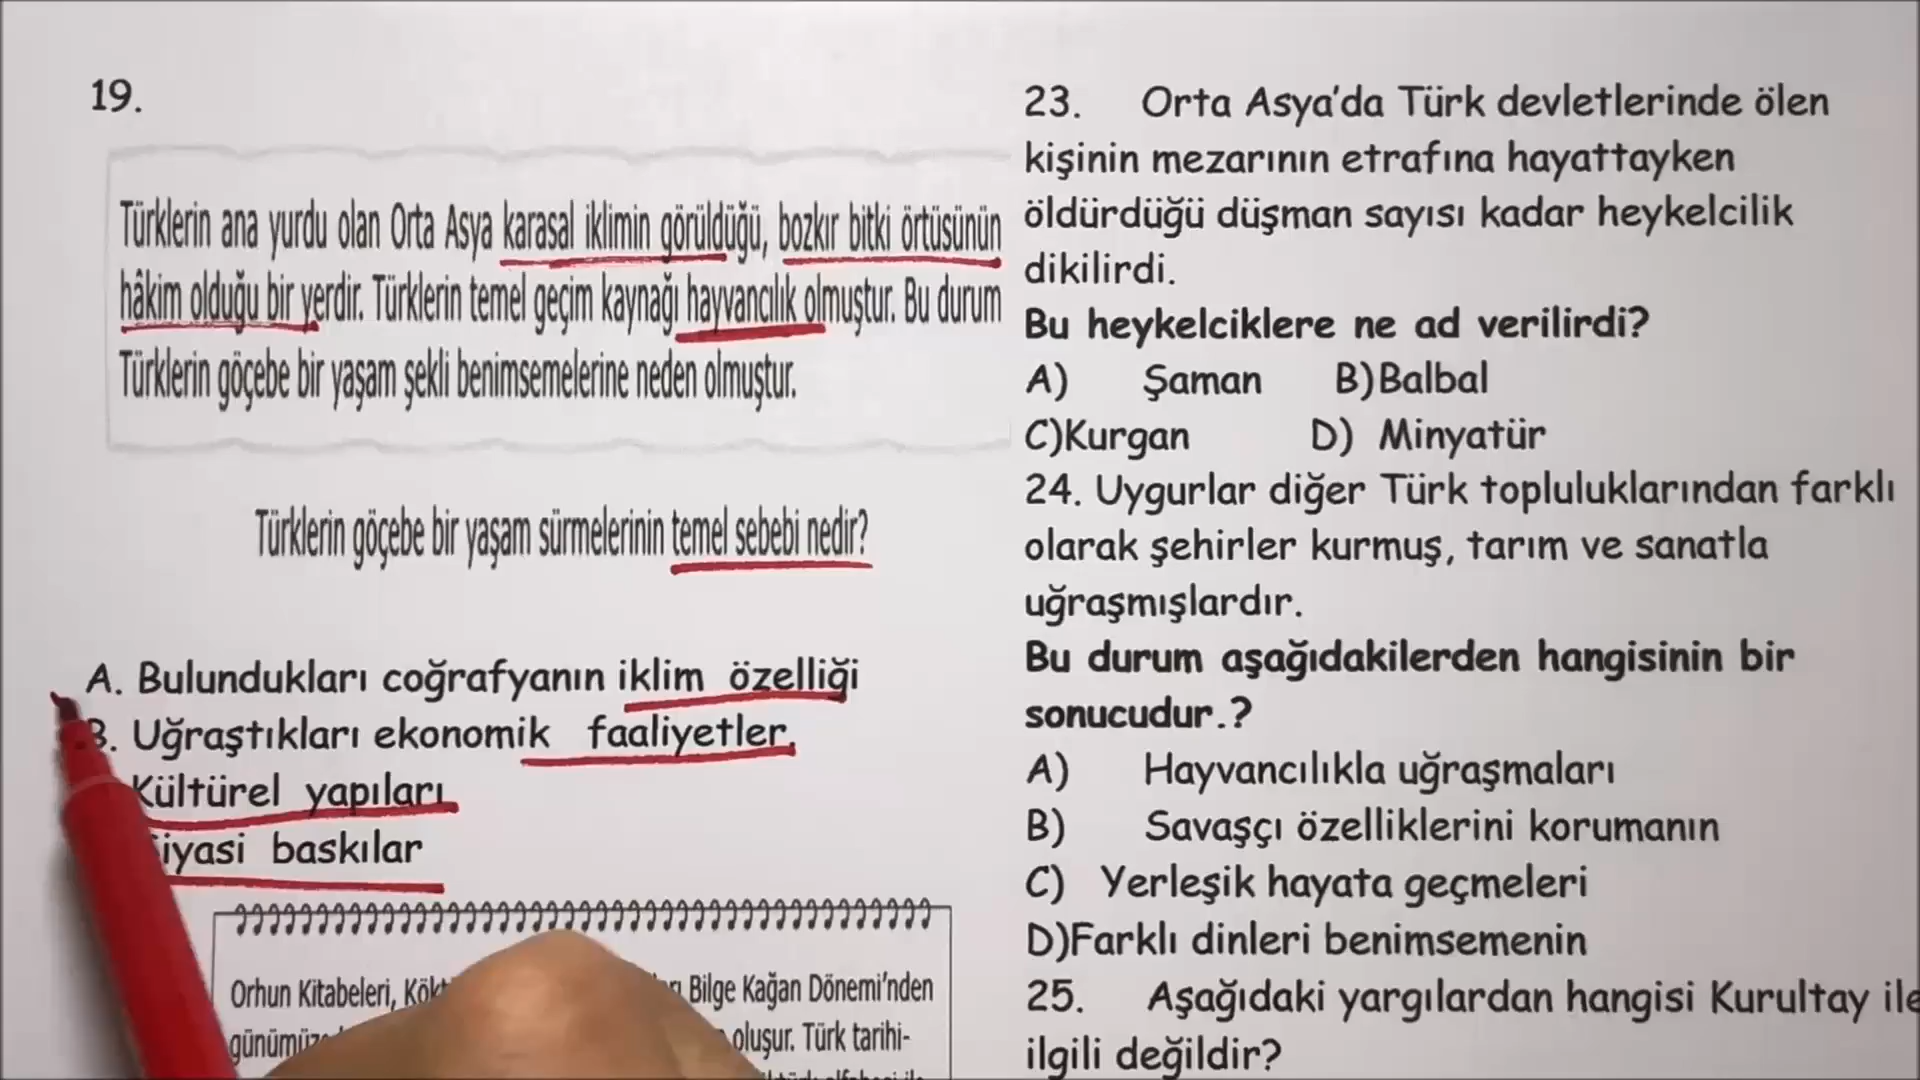 19.
Türklerin ana yurdu olan Orta Asya karasal iklimin görüldüğü, bozkır bitki örtüsünün
hâkim olduğu bir yerdir. Türklerin temel geçim kaynağı hayvancılık olmuştur. Bu durum
Türklerin göçebe bir yaşam şekli benimsemelerine neden olmuştur.
Türklerin göçebe bir yaşam sürmelerinin temel sebebi nedir?
A. Bulundukları coğrafyanın iklim özelliği
B. Uğraştıkları ekonomik faaliyetler.
Kültürel yapıları
Siyasi baskılar
Orhun Kitabeleri, Bilge Kağan Dönemi'nden
oluşur. Türk tarihi-
23. Orta Asya'da Türk devletlerinde ölen
kişinin mezarının etrafına hayattayken
öldürdüğü düşman sayısı kadar heykelcilik
dikilirdi.
Bu heykelciklere ne ad verilirdi?
A) Şaman B)Balbal
C)Kurgan D) Minyatür
24. Uygurlar diğer Türk topluluklarından farklı
olarak şehirler kurmuş, tarım ve sanatla
uğraşmışlardır.
Bu durum aşağıdakilerden hangisinin bir
sonucudur.?
A) Hayvancılıkla uğraşmaları
B) Savaşçı özelliklerini korumanın
C) Yerleşik hayata geçmeleri
D)Farklı dinleri benimsemenin
25. Aşağıdaki yargılardan hangisi Kurultay ile
ilgili değildir?